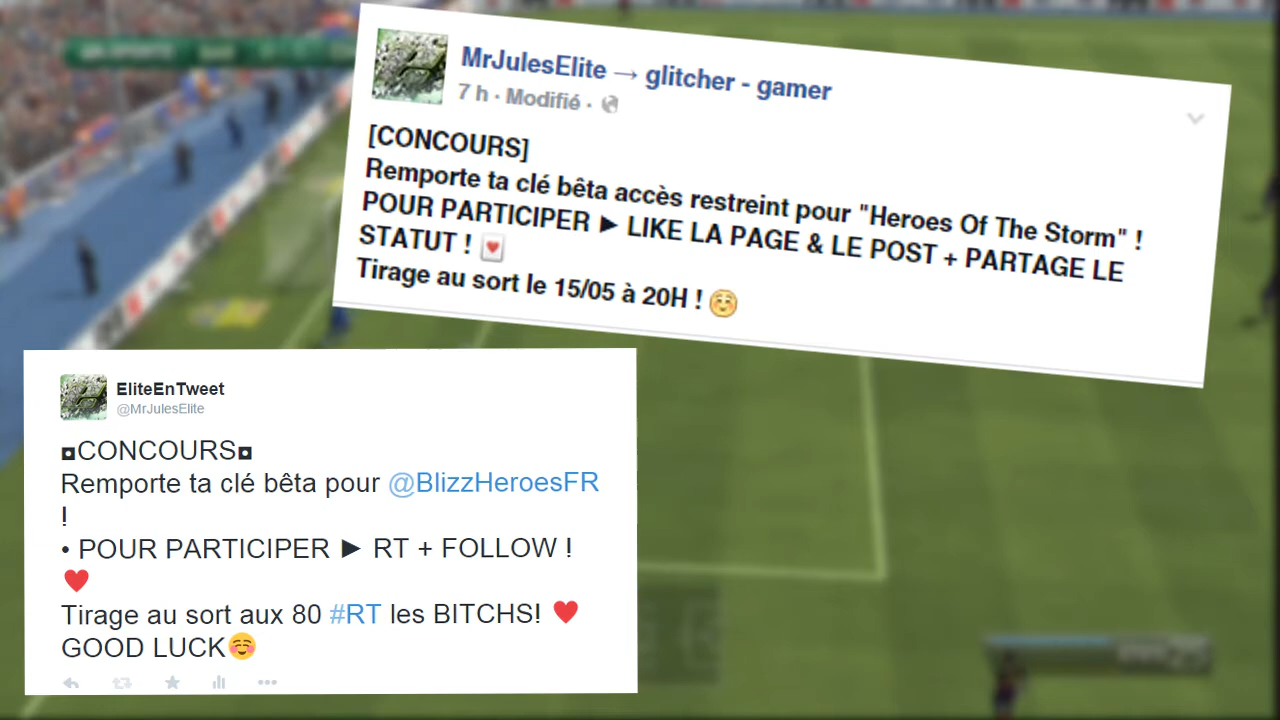 MrJulesElite → glitcher - gamer
7 h · Modifié ·
[CONCOURS]
Remporte ta clé bêta accès restreint pour "Heroes Of The Storm" !
POUR PARTICIPER ► LIKE LA PAGE & LE POST + PARTAGE LE
STATUT ! 💌
Tirage au sort le 15/05 à 20H ! ☺️
EliteEnTweet
@MrJulesElite
◘CONCOURS◘
Remporte ta clé bêta pour @BlizzHeroesFR
!
• POUR PARTICIPER ► RT + FOLLOW !
❤
Tirage au sort aux 80 #RT les BITCHS! ❤
GOOD LUCK☺️